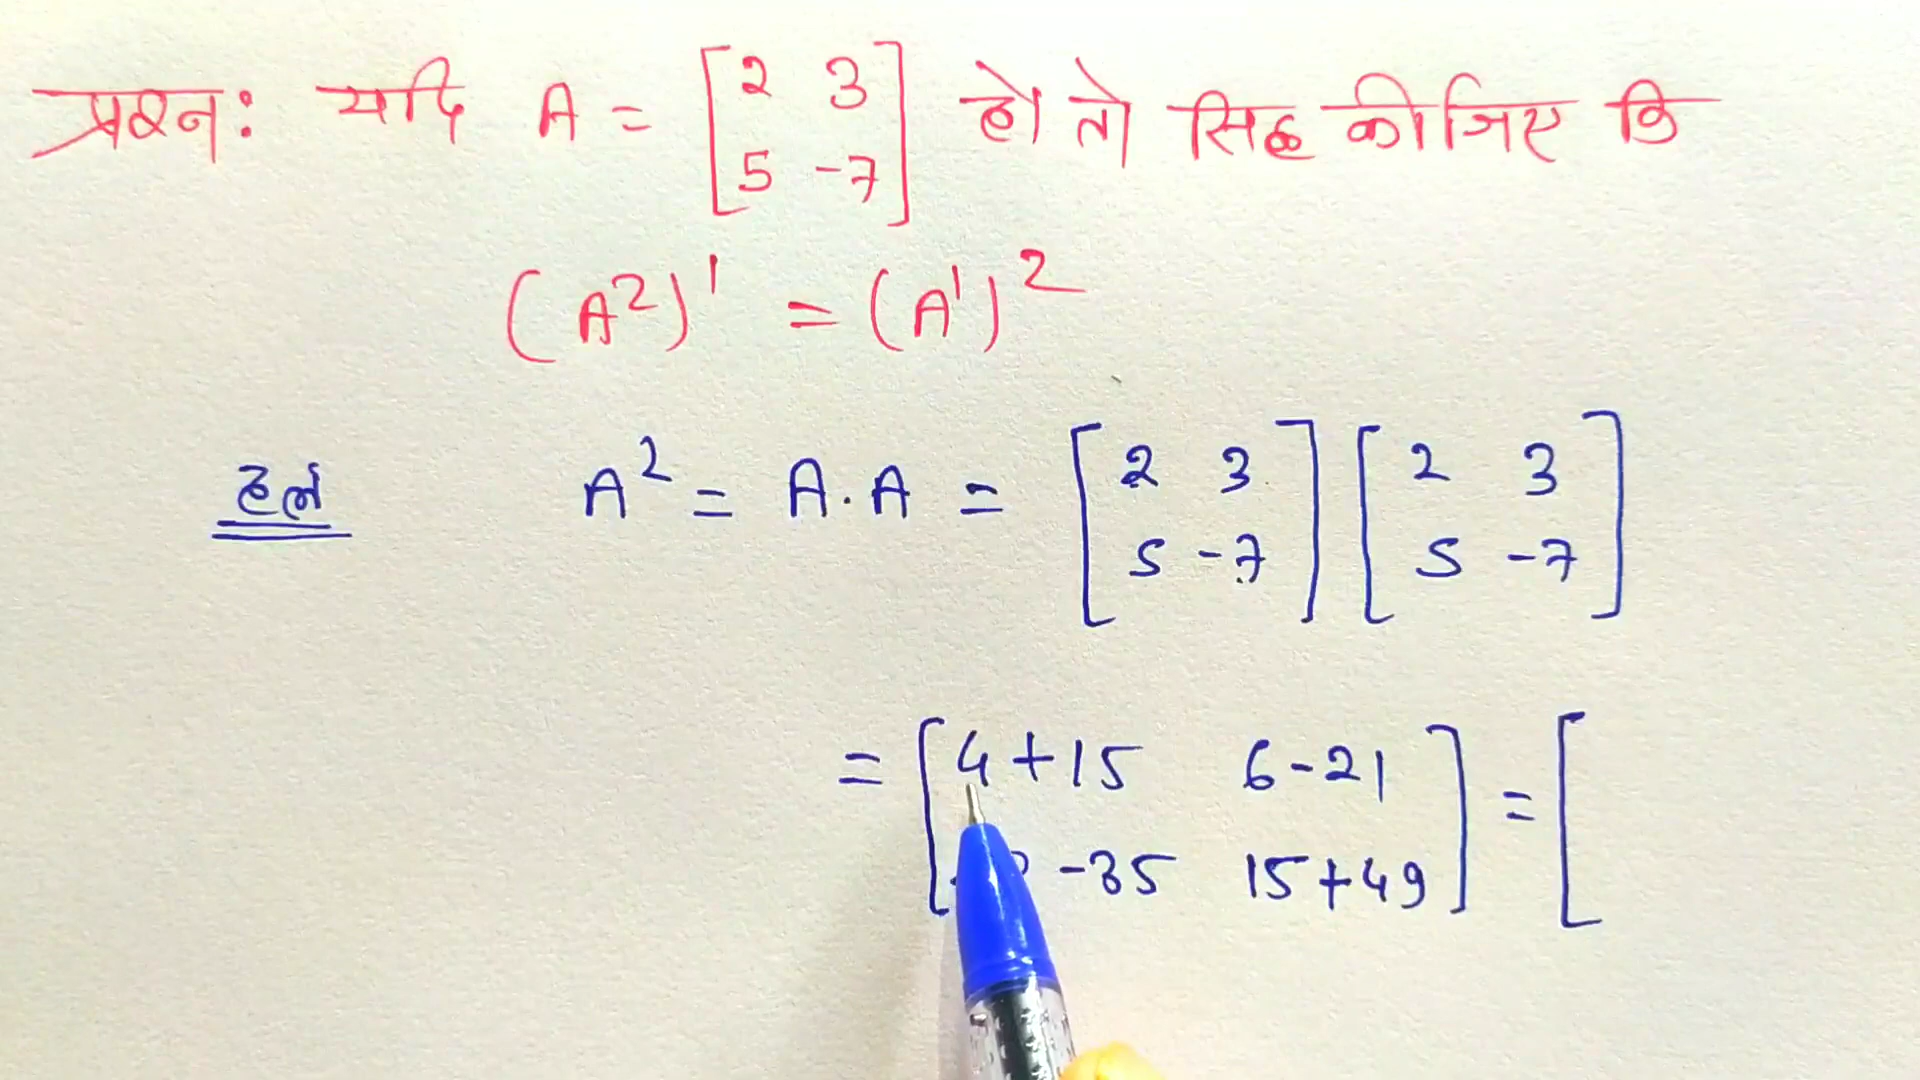 प्रश्न: यदि A = [2 3 5 -7] हो तो सिद्ध कीजिए कि
(A²)' = (A')²
हल A² = A.A = [2 3 5 -7] [2 3 5 -7]
= [4+15 6-21 -35 15+49] = [